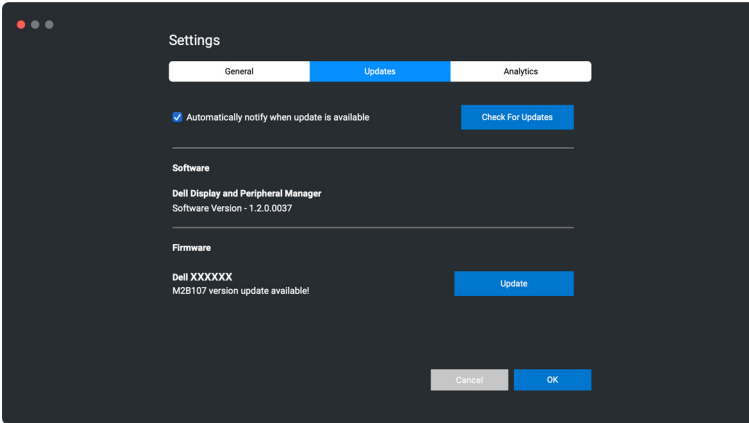 Settings
General Updates Analytics
Automatically notify when update is available Check For Updates
Software
Dell Display and Peripheral Manager
Software Version - 1.2.0.0037
Firmware
Dell XXXXXX
M2B107 version update available! Update
Cancel OK